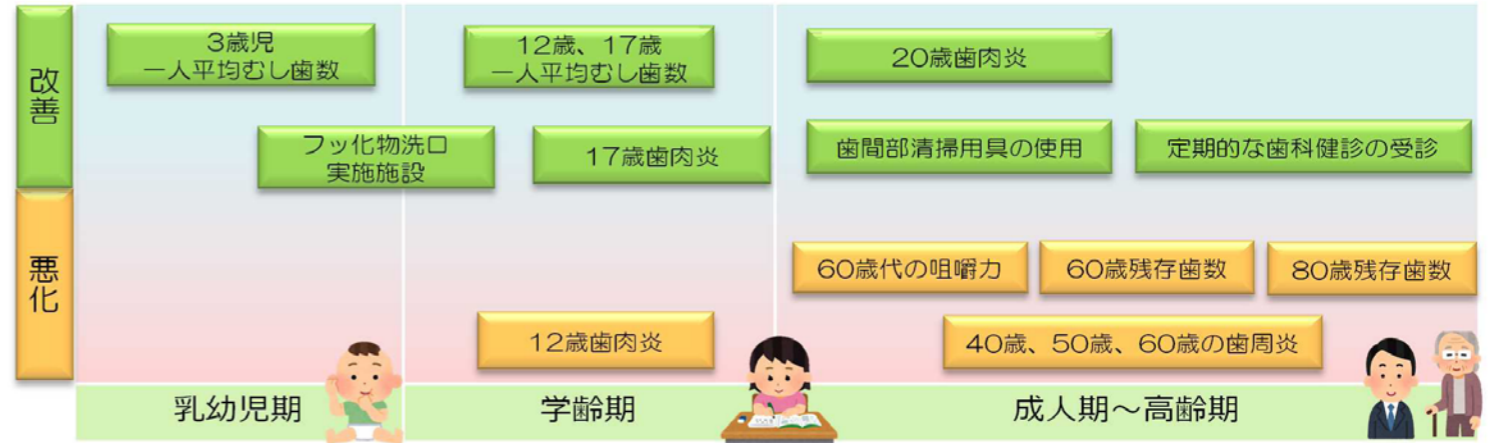 改善
3歳児
一人平均むし歯数
12歳、17歳
一人平均むし歯数
20歳歯肉炎
フッ化物洗口
実施施設
17歳歯肉炎
歯間部清掃用具の使用
定期的な歯科健診の受診
悪化
60歳代の咀嚼力
60歳残存歯数
80歳残存歯数
12歳歯肉炎
40歳、50歳、60歳の歯周炎
乳幼児期
学齢期
成人期～高齢期